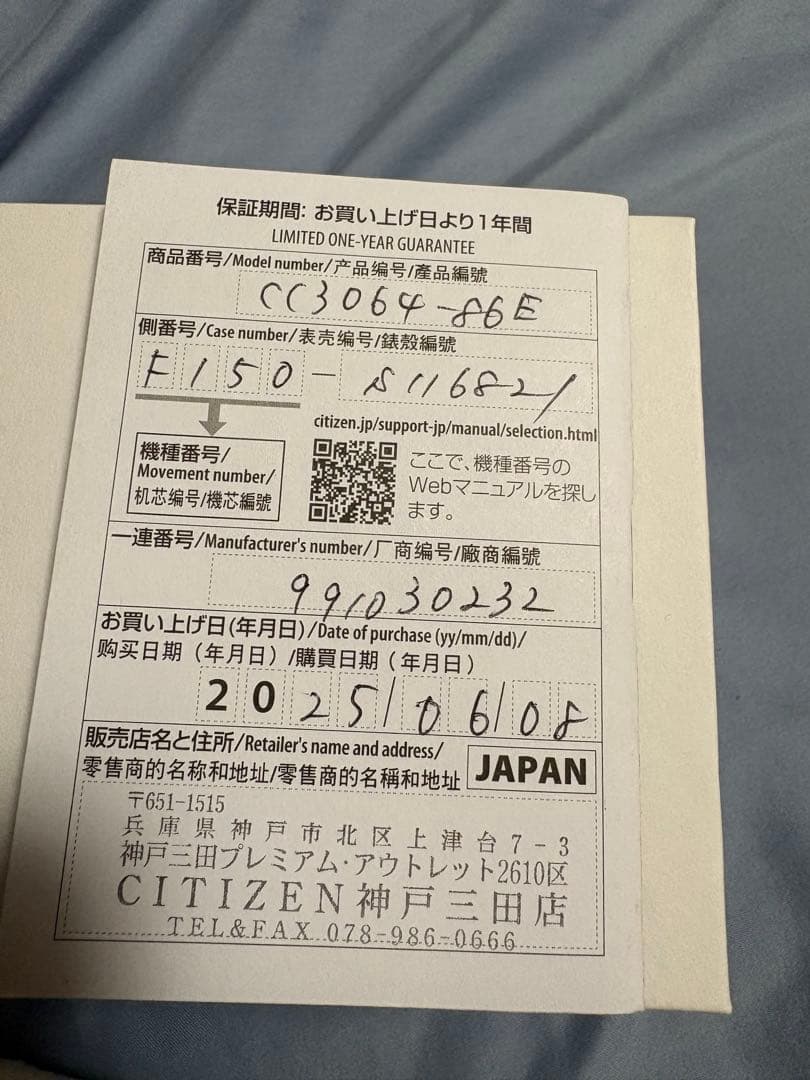 保証期間: お買い上げ日より1年間
LIMITED ONE-YEAR GUARANTEE
商品番号/Model number/产品编号/產品編號
CC3064-86E
側番号/Case number/表壳编号/錶殼編號
F150-S116821
citizen.jp/support-jp/manual/selection.html
機種番号/
Movement number/
机芯编号/機芯編號
ここで、機種番号の
Webマニュアルを探し
ます。
一連番号/Manufacturer's number/厂商编号/廠商編號
991030232
お買い上げ日(年月日)/Date of purchase (yy/mm/dd)/
购买日期（年月日）/購買日期（年月日）
2025/06/08
販売店名と住所/Retailer's name and address/
零售商的名称和地址/零售商的名稱和地址
JAPAN
〒651-1515
兵庫県神戸市北区上津台7-3
神戸三田プレミアム・アウトレット2610区
CITIZEN神戸三田店
TEL&FAX 078-986-0666